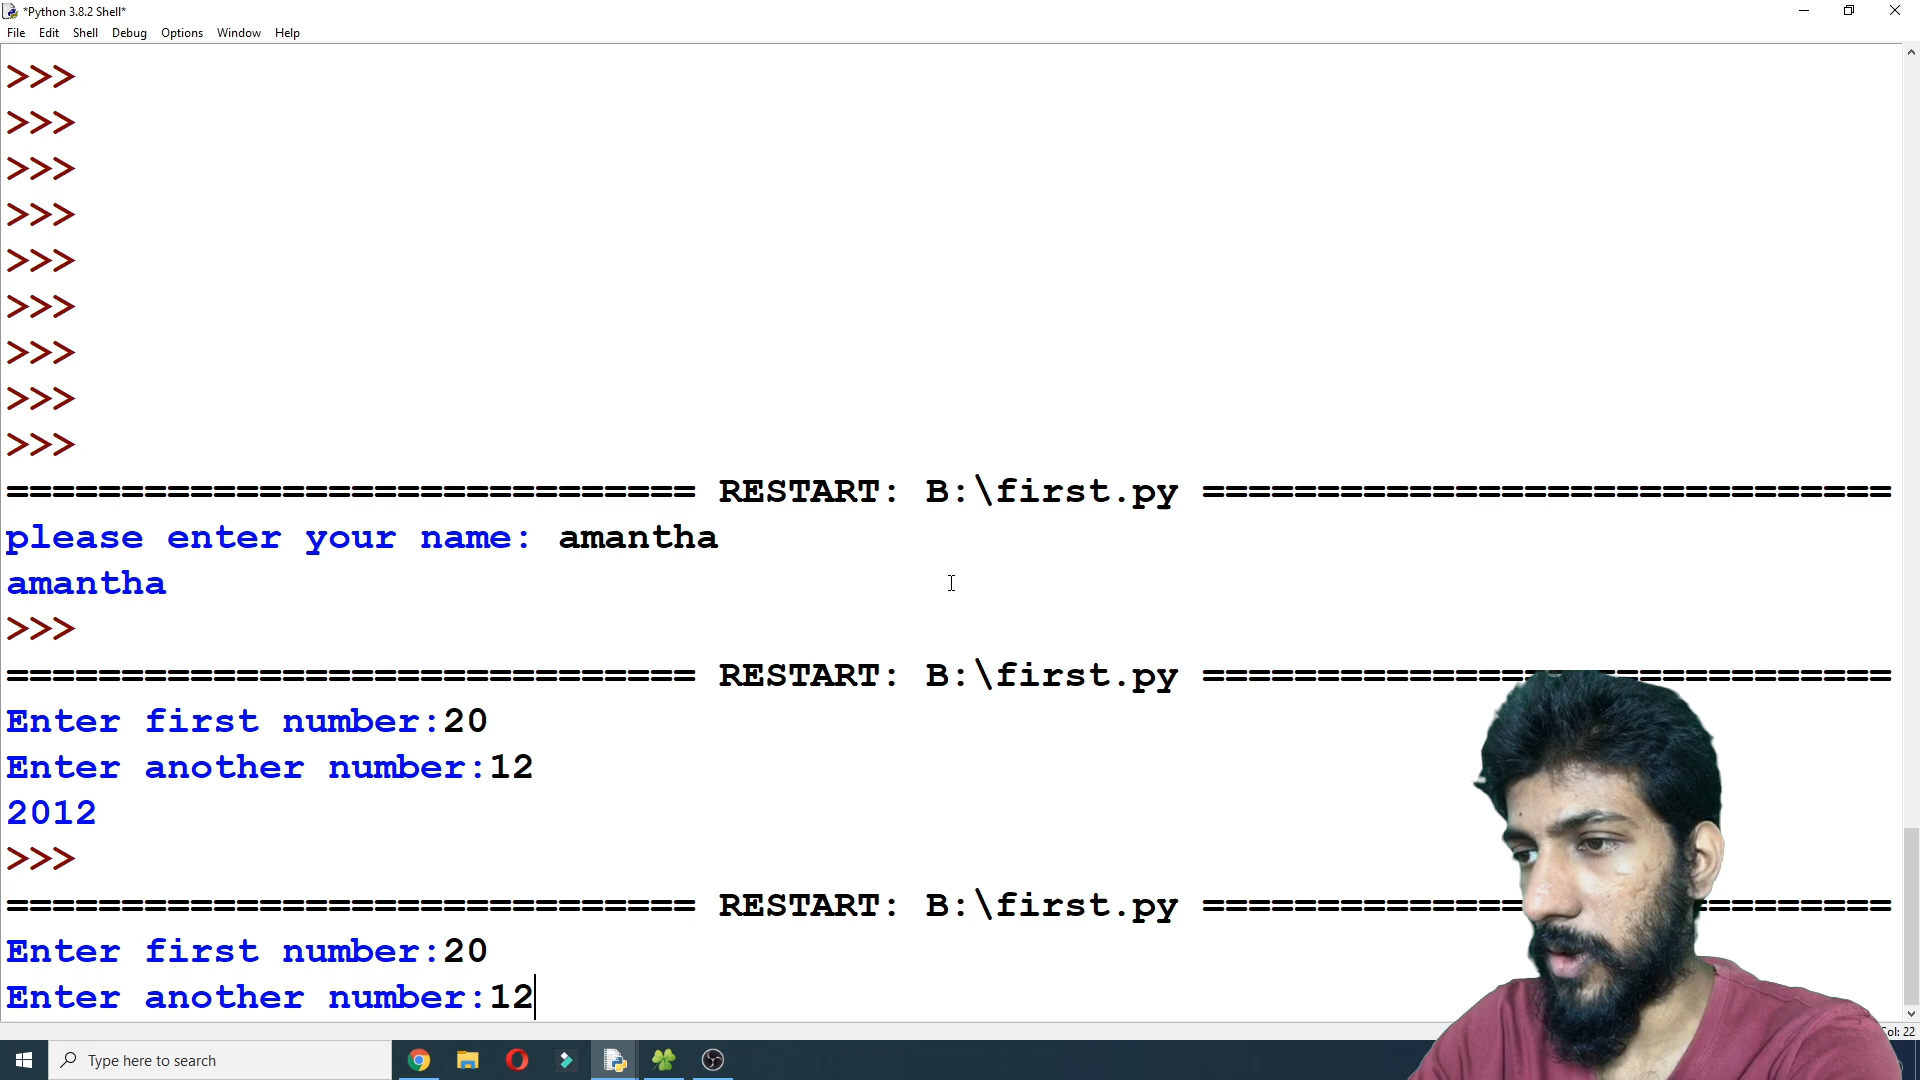 *Python 3.8.2 Shell*
File Edit Shell Debug Options Window Help
>>>
>>>
>>>
>>>
>>>
>>>
>>>
>>>
>>>
============================== RESTART: B:\first.py ==============================
please enter your name: amantha
amantha
>>>
============================== RESTART: B:\first.py ==============================
Enter first number:20
Enter another number:12
2012
>>>
============================== RESTART: B:\first.py ==============================
Enter first number:20
Enter another number:12
Col: 22
Type here to search